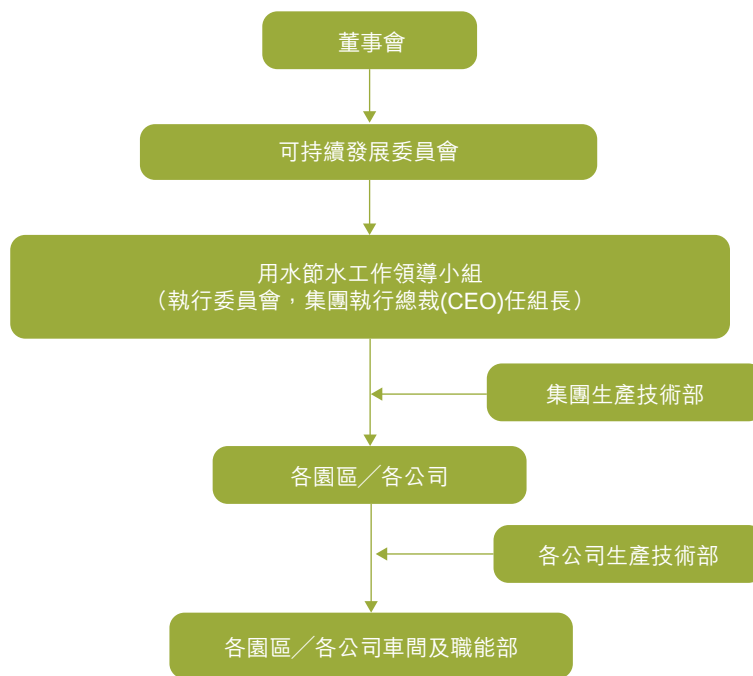 董事會
可持續發展委員會
用水節水工作領導小組
（執行委員會，集團執行總裁(CEO)任組長）
集團生產技術部
各園區╱各公司
各公司生產技術部
各園區╱各公司車間及職能部